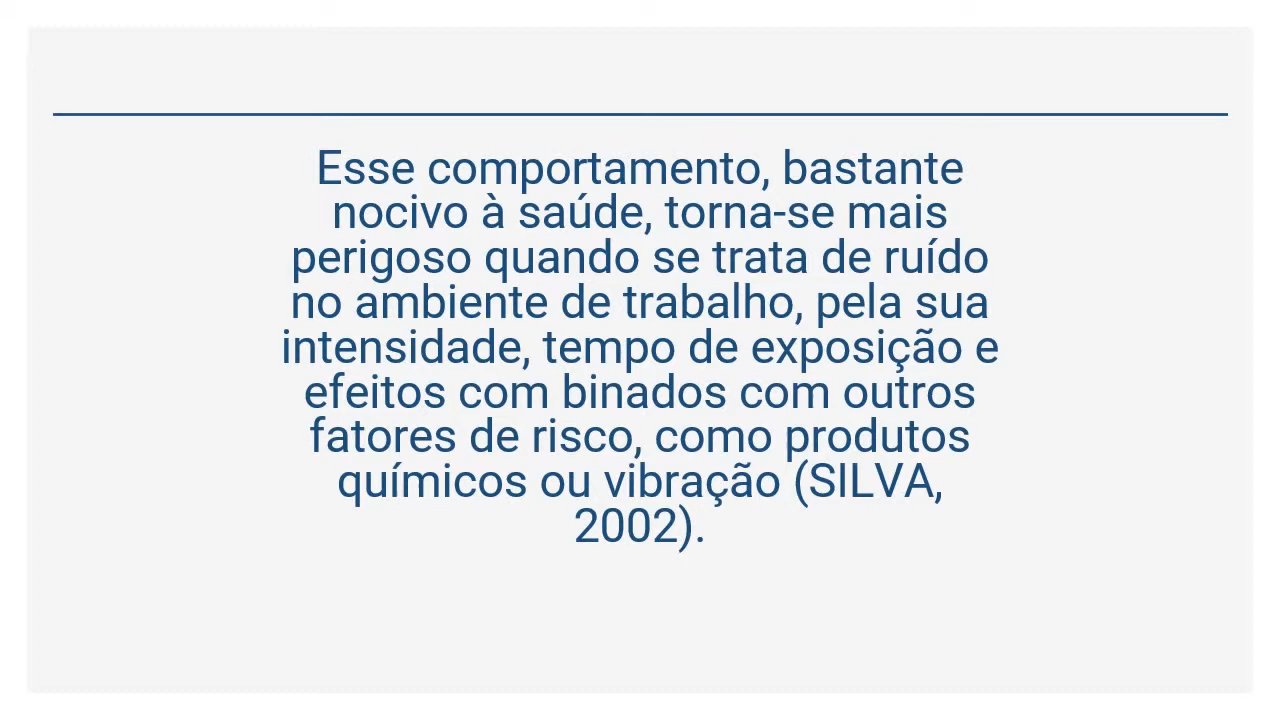 Esse comportamento, bastante
nocivo à saúde, torna-se mais
perigoso quando se trata de ruído
no ambiente de trabalho, pela sua
intensidade, tempo de exposição e
efeitos com binados com outros
fatores de risco, como produtos
químicos ou vibração (SILVA,
2002).